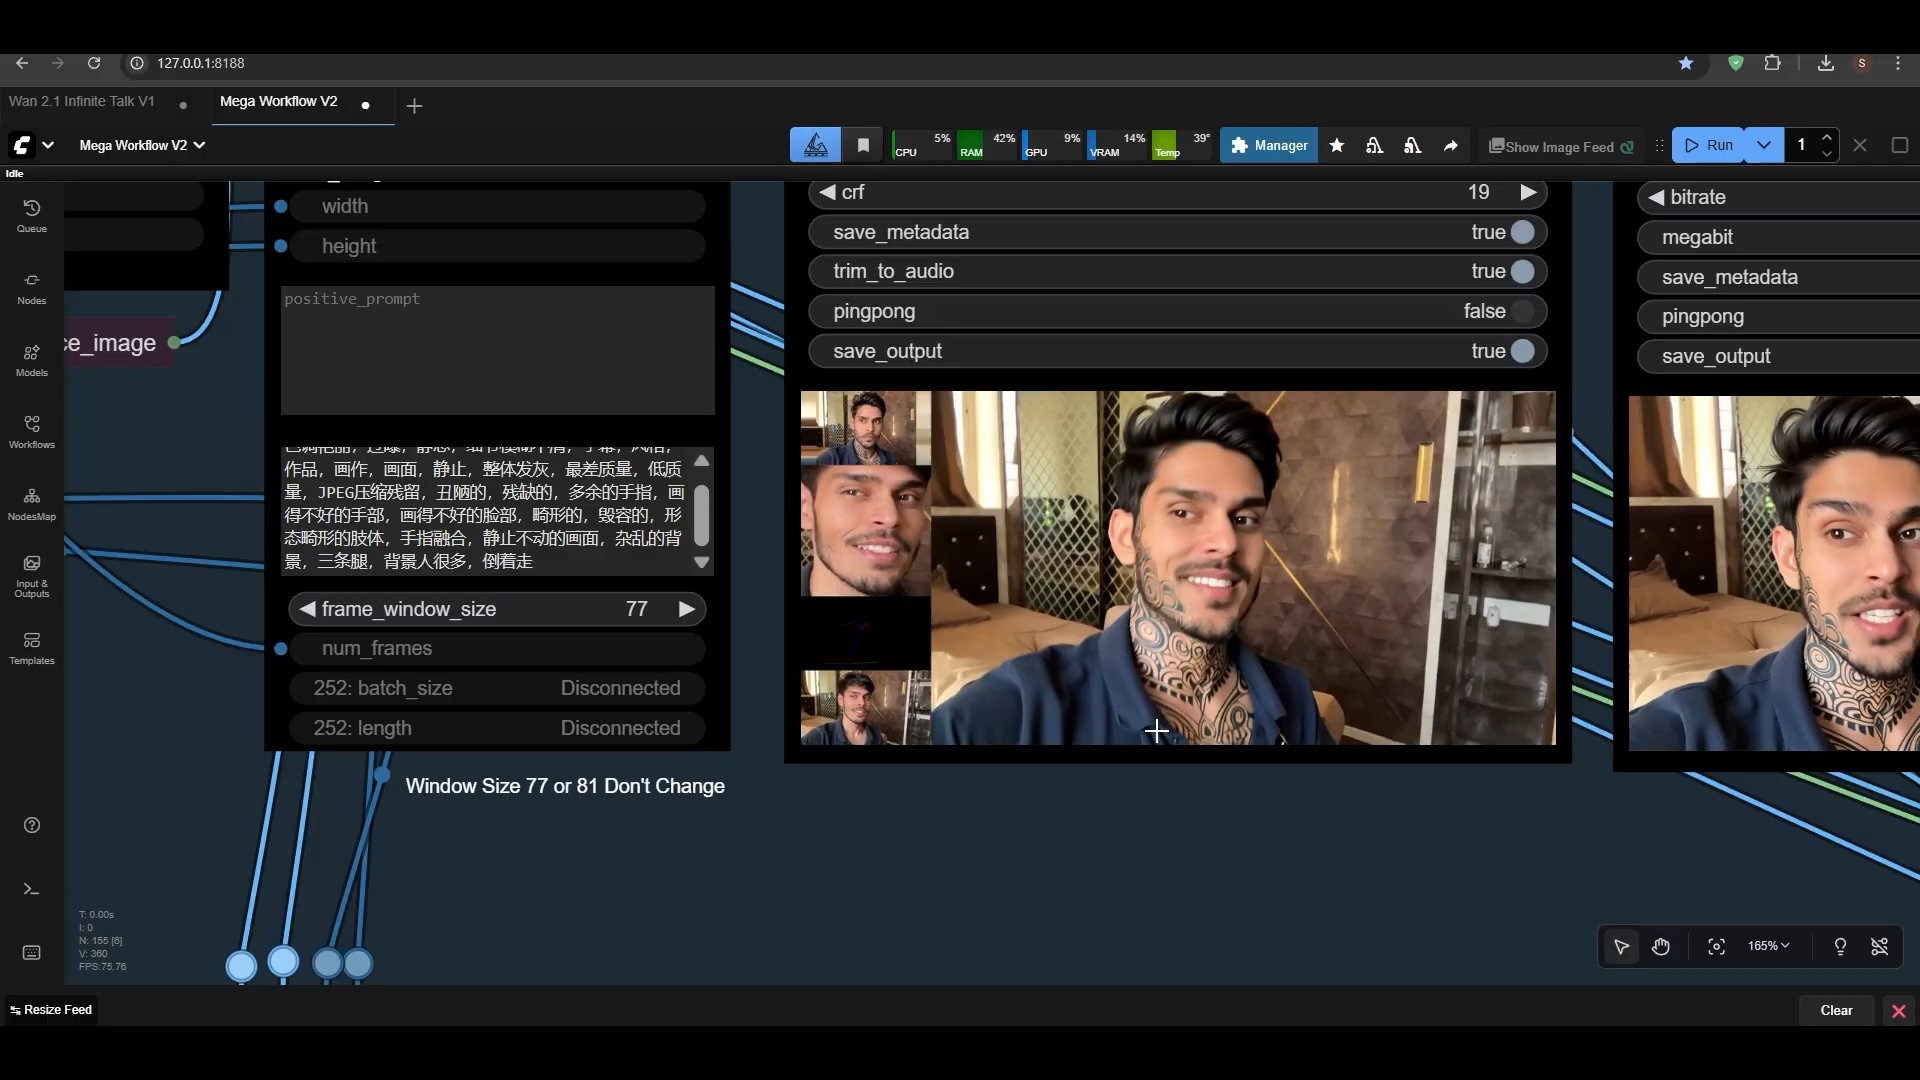 127.0.0.1:8188
S
Wan 2.1 Infinite Talk V1
Mega Workflow V2
Mega Workflow V2
CPU 5%
RAM 42%
GPU 9%
VRAM 14%
Temp 39°
Manager
Show Image Feed
Run
1
Idle
Queue
Nodes
Models
Workflows
NodesMap
Input & Outputs
Templates
ce_image
width
height
positive_prompt
作品，画作，画面，静止，整体发灰，最差质量，低质
量，JPEG压缩残留，丑陋的，残缺的，多余的手指，画
得不好的手部，画得不好的脸部，畸形的，毁容的，形
态畸形的肢体，手指融合，静止不动的画面，杂乱的背
景，三条腿，背景人很多，倒着走
frame_window_size 77
num_frames
252: batch_size Disconnected
252: length Disconnected
Window Size 77 or 81 Don't Change
crf 19
save_metadata true
trim_to_audio true
pingpong false
save_output true
bitrate
megabit
save_metadata
pingpong
save_output
T: 0.00s
I: 0
N: 155 [6]
V: 360
FPS:75.76
165%
Resize Feed
Clear